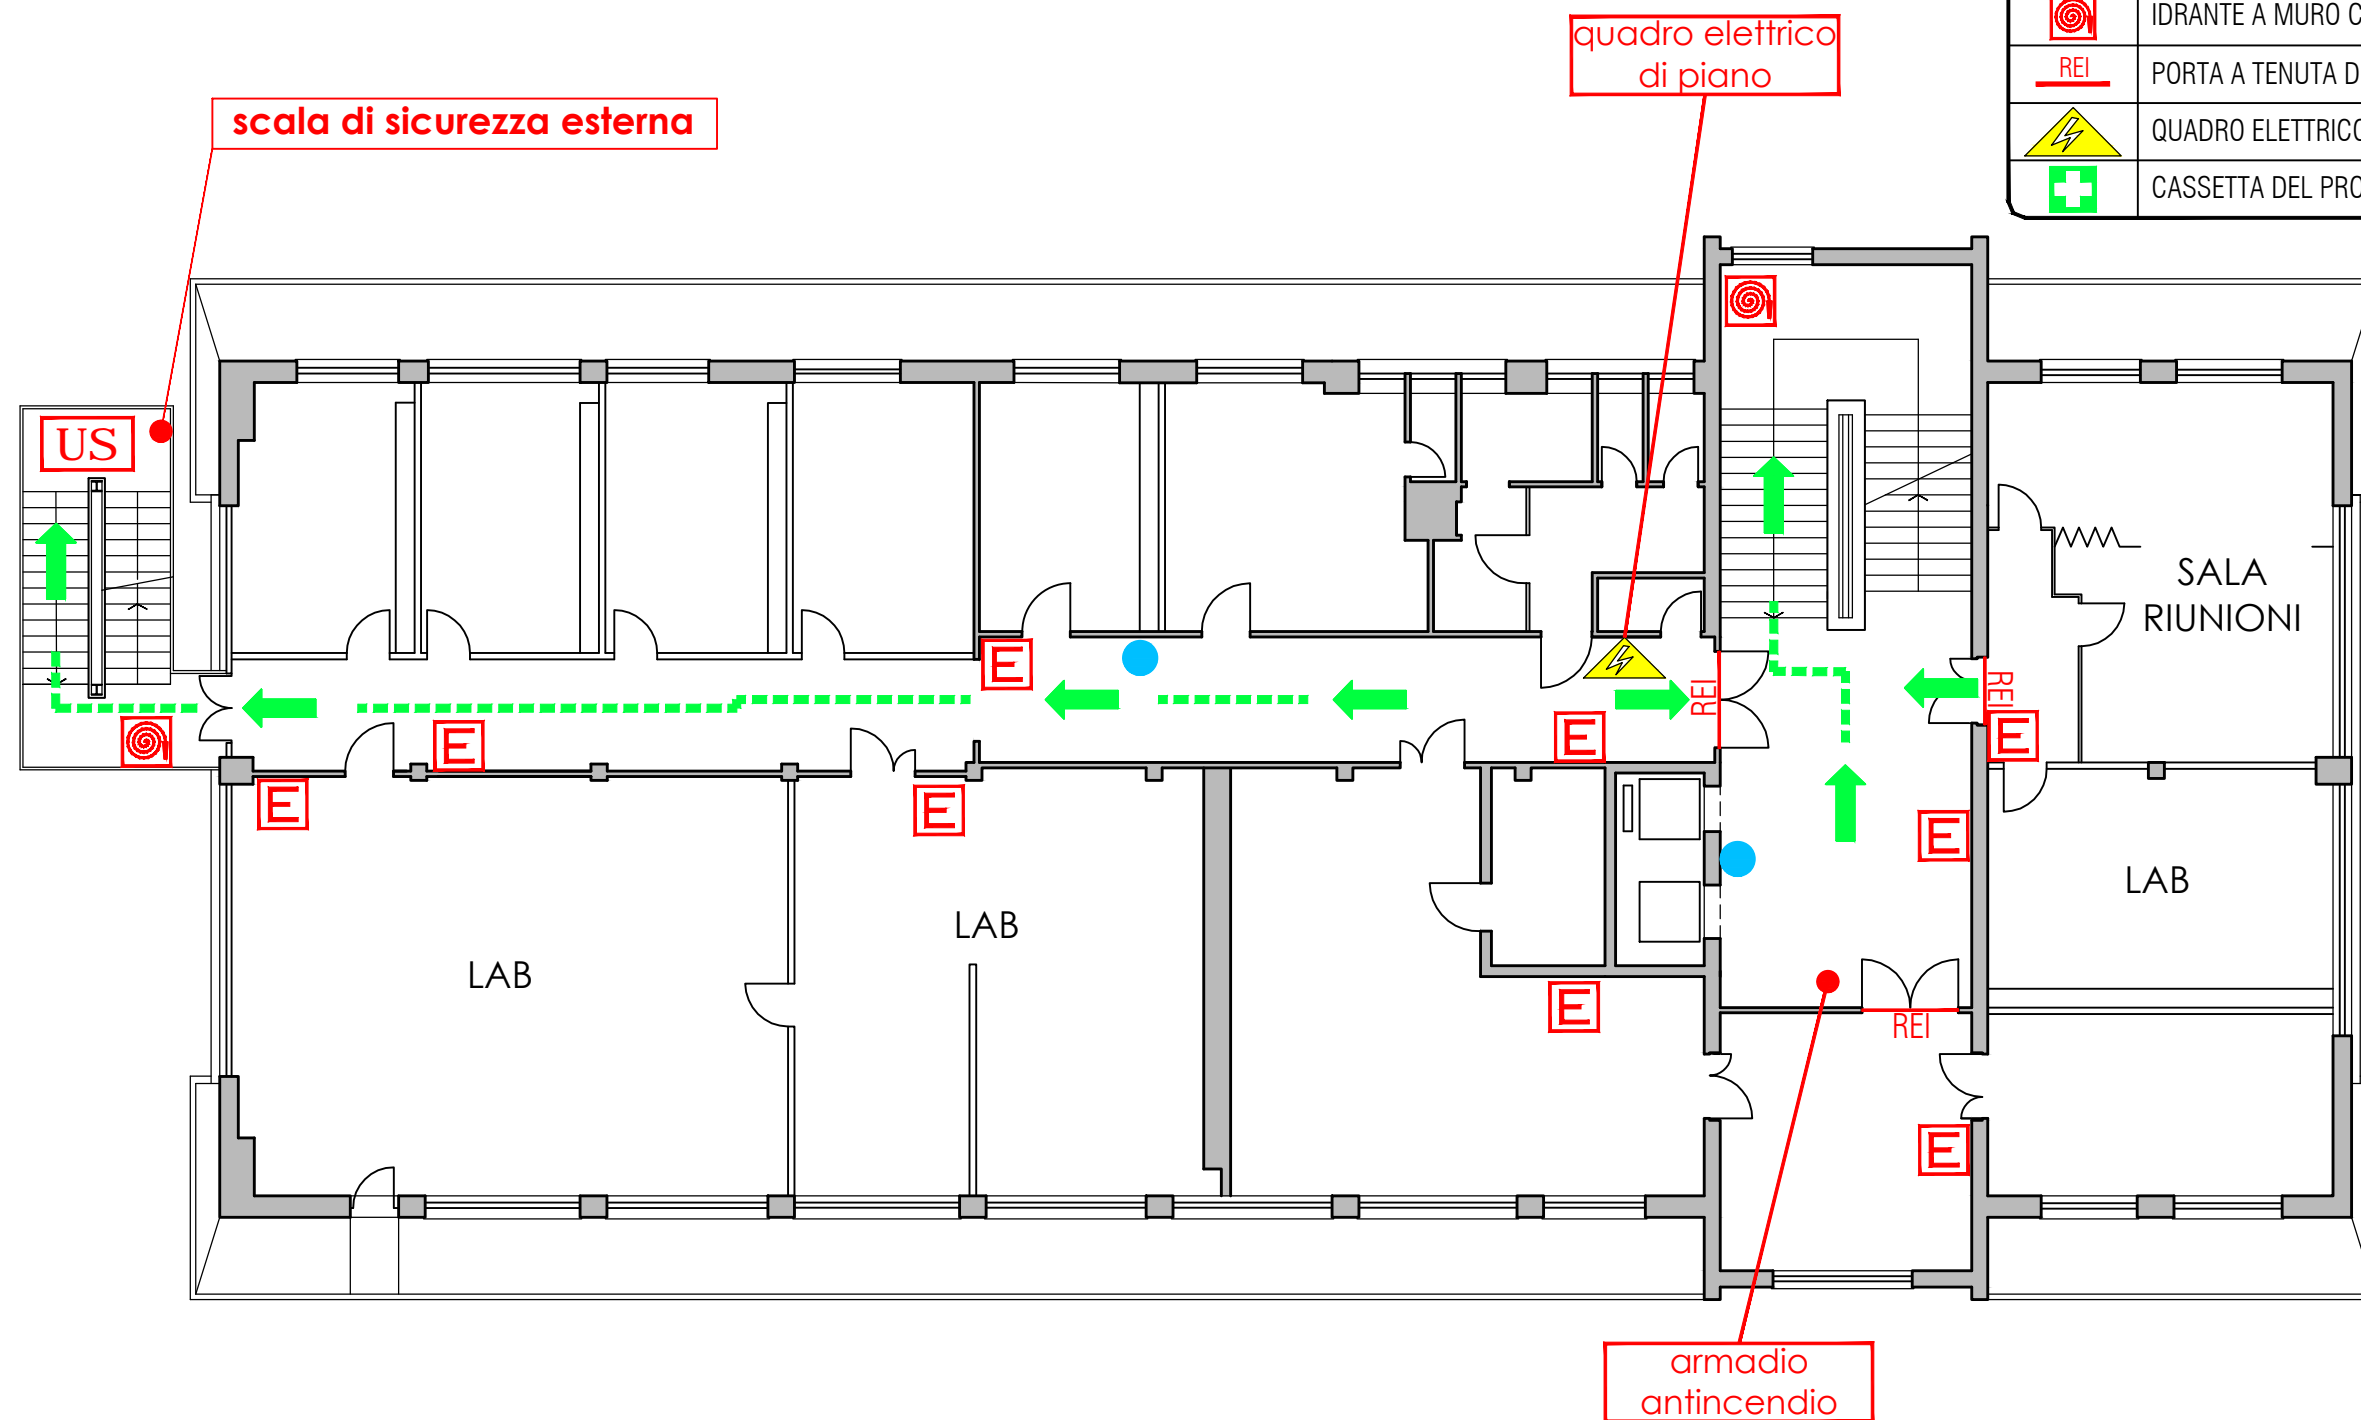 IDRANTE A MURO C
REI
PORTA A TENUTA D
QUADRO ELETTRICO
CASSETTA DEL PRO
quadro elettrico
di piano
scala di sicurezza esterna
US
SALA
RIUNIONI
E
REI
REI
E
E
E
E
E
E
LAB
LAB
LAB
E
REI
E
armadio
antincendio